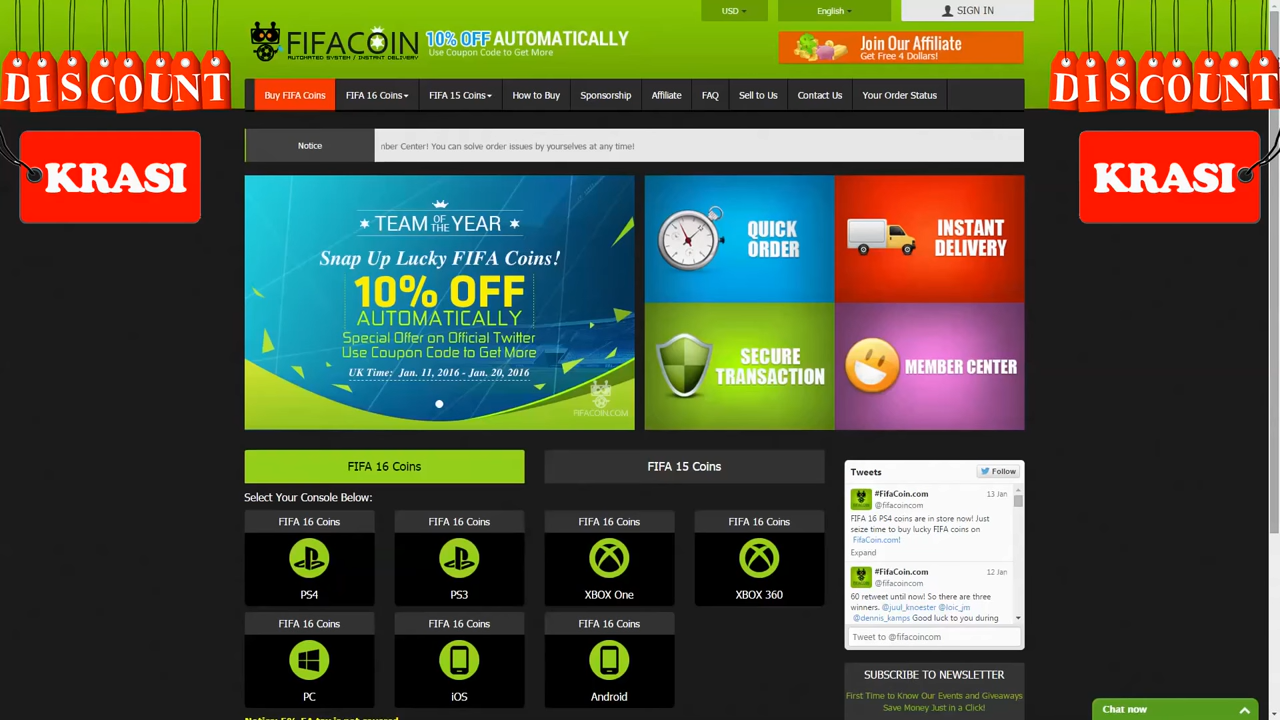 USD
English
SIGN IN
FIFACOIN
AUTOMATED SYSTEM / INSTANT DELIVERY
10% OFF AUTOMATICALLY
Use Coupon Code to Get More
Join Our Affiliate
Get Free 4 Dollars!
DISCOUNT
KRASI
DISCOUNT
KRASI
Buy FIFA Coins
FIFA 16 Coins
FIFA 15 Coins
How to Buy
Sponsorship
Affiliate
FAQ
Sell to Us
Contact Us
Your Order Status
Notice
mber Center! You can solve order issues by yourselves at any time!
TEAM OF THE YEAR
Snap Up Lucky FIFA Coins!
10% OFF
AUTOMATICALLY
Special Offer on Official Twitter
Use Coupon Code to Get More
UK Time: Jan. 11, 2016 - Jan. 20, 2016
FIFACOIN.COM
QUICK
ORDER
INSTANT
DELIVERY
SECURE
TRANSACTION
MEMBER CENTER
FIFA 16 Coins
FIFA 15 Coins
Select Your Console Below:
FIFA 16 Coins
PS4
FIFA 16 Coins
PS3
FIFA 16 Coins
XBOX One
FIFA 16 Coins
XBOX 360
FIFA 16 Coins
PC
FIFA 16 Coins
iOS
FIFA 16 Coins
Android
Tweets
Follow
#FifaCoin.com
13 Jan
@fifacoincom
FIFA 16 PS4 coins are in store now! Just
seize time to buy lucky FIFA coins on
FifaCoin.com!
Expand
#FifaCoin.com
12 Jan
@fifacoincom
60 retweet until now! So there are three
winners. @juul_knoester @loic_jm
@dennis_kamps Good luck to you during
Tweet to @fifacoincom
SUBSCRIBE TO NEWSLETTER
First Time to Know Our Events and Giveaways
Save Money Just in a Click!
Chat now